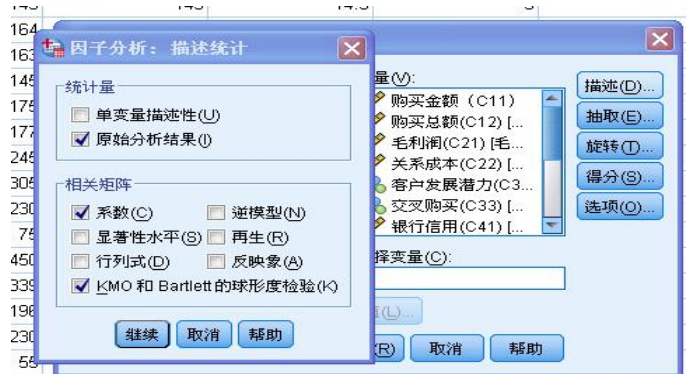 145 145 14.5 5
164
163
145
175
177
245
305
230
75
450
339
196
230
55
因子分析：描述统计
统计量
单变量描述性(U)
原始分析结果(I)
相关矩阵
系数(C) 逆模型(N)
显著性水平(S) 再生(R)
行列式(D) 反映象(A)
KMO 和 Bartlett 的球形度检验(K)
继续 取消 帮助
量(V):
购买金额（C11）
购买总额(C12) [...
毛利润(C21) [毛...
关系成本(C22) [...
客户发展潜力(C3...
交叉购买(C33) [...
银行信用(C41) [...
描述(D)...
抽取(E)...
旋转(T)...
得分(S)...
选项(O)...
择变量(C):
(L)...
(R) 取消 帮助